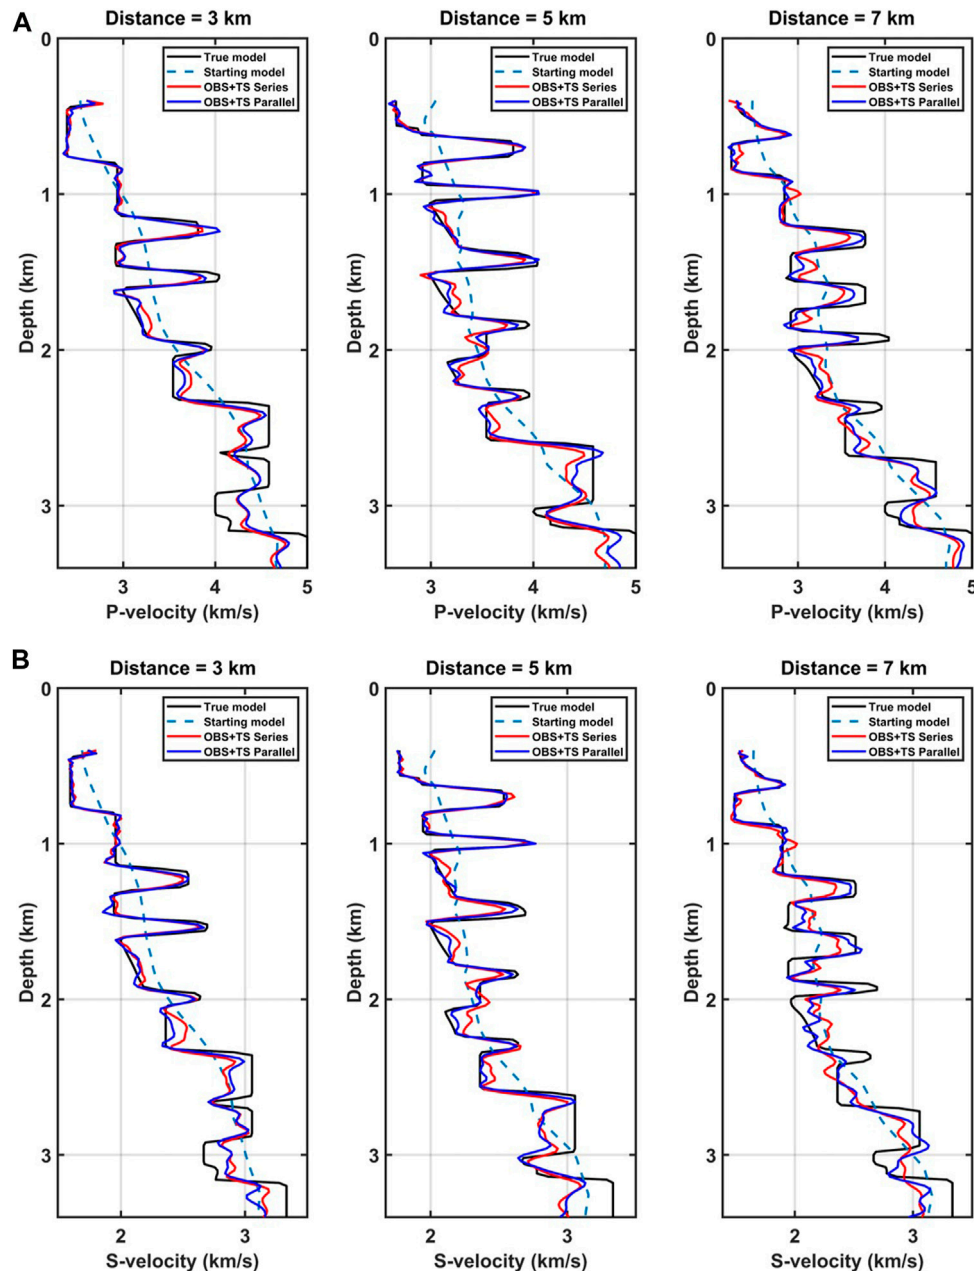 A
Distance = 3 km
Distance = 5 km
Distance = 7 km
True model
Starting model
OBS+TS Series
OBS+TS Parallel
True model
Starting model
OBS+TS Series
OBS+TS Parallel
True model
Starting model
OBS+TS Series
OBS+TS Parallel
0
1
2
3
Depth (km)
3 4 5
P-velocity (km/s)
0
1
2
3
Depth (km)
3 4 5
P-velocity (km/s)
0
1
2
3
Depth (km)
3 4 5
P-velocity (km/s)
B
Distance = 3 km
Distance = 5 km
Distance = 7 km
True model
Starting model
OBS+TS Series
OBS+TS Parallel
True model
Starting model
OBS+TS Series
OBS+TS Parallel
True model
Starting model
OBS+TS Series
OBS+TS Parallel
0
1
2
3
Depth (km)
2 3
S-velocity (km/s)
0
1
2
3
Depth (km)
2 3
S-velocity (km/s)
0
1
2
3
Depth (km)
2 3
S-velocity (km/s)